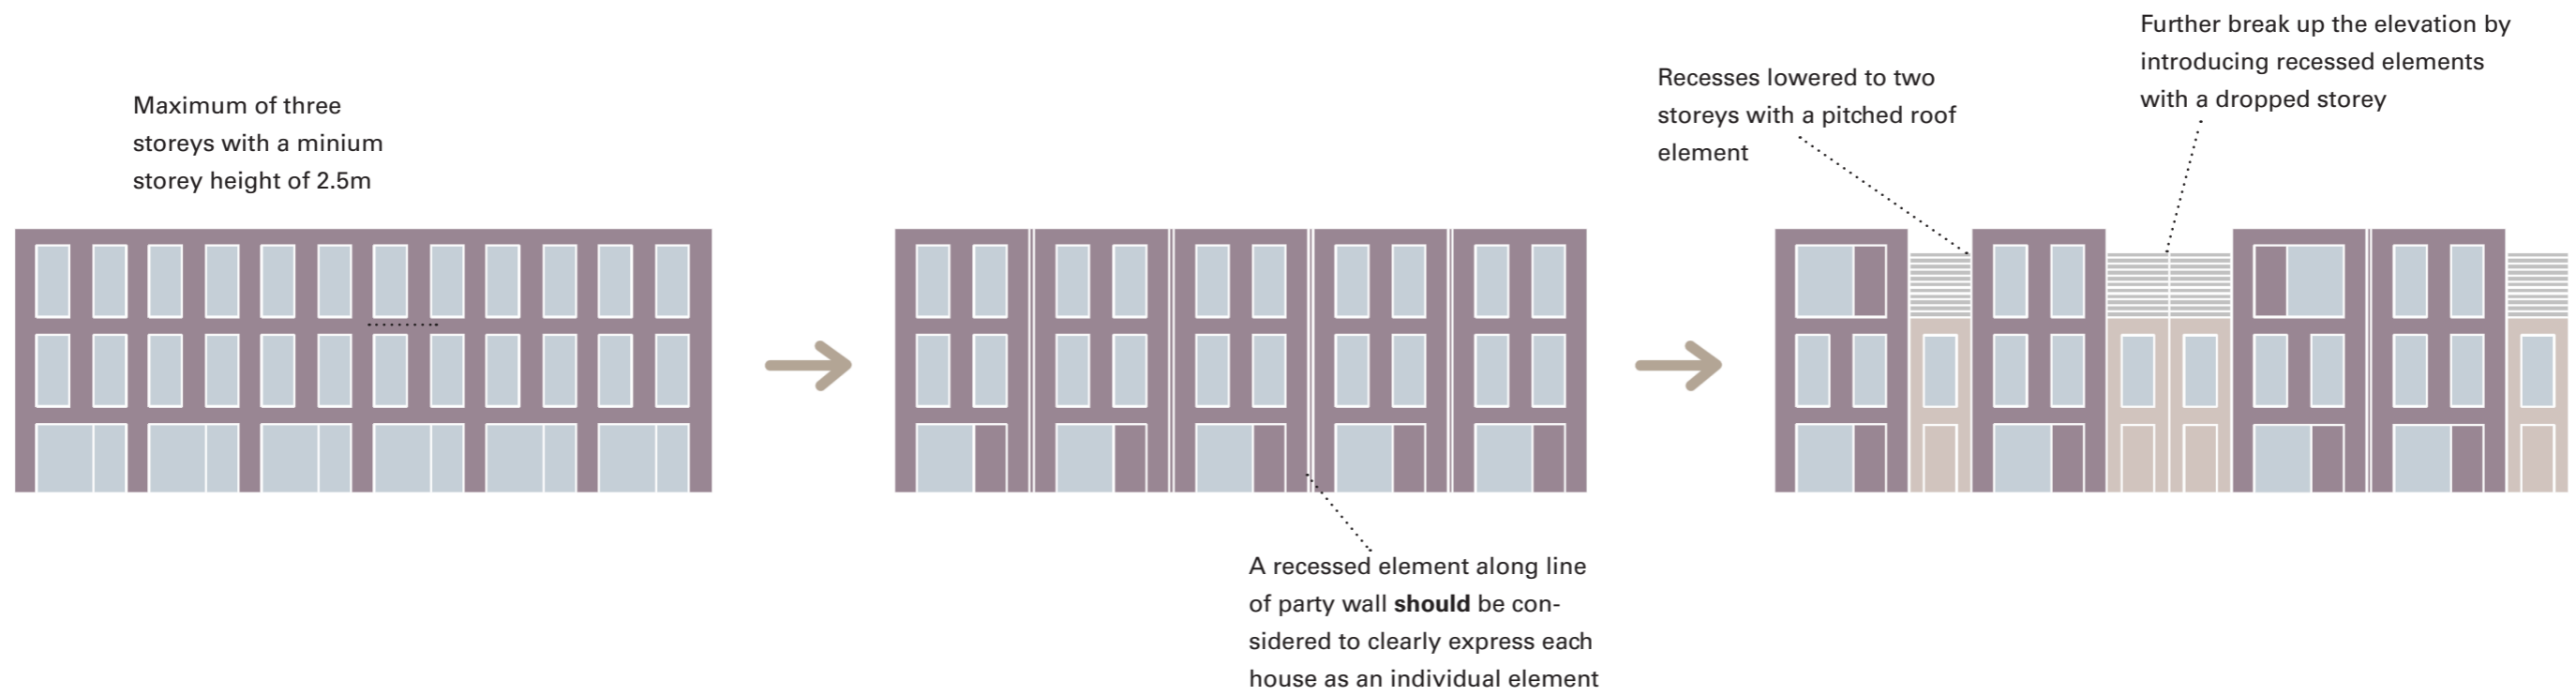 Maximum of three
storeys with a minium
storey height of 2.5m
A recessed element along line
of party wall should be con-
sidered to clearly express each
house as an individual element
Recesses lowered to two
storeys with a pitched roof
element
Further break up the elevation by
introducing recessed elements
with a dropped storey